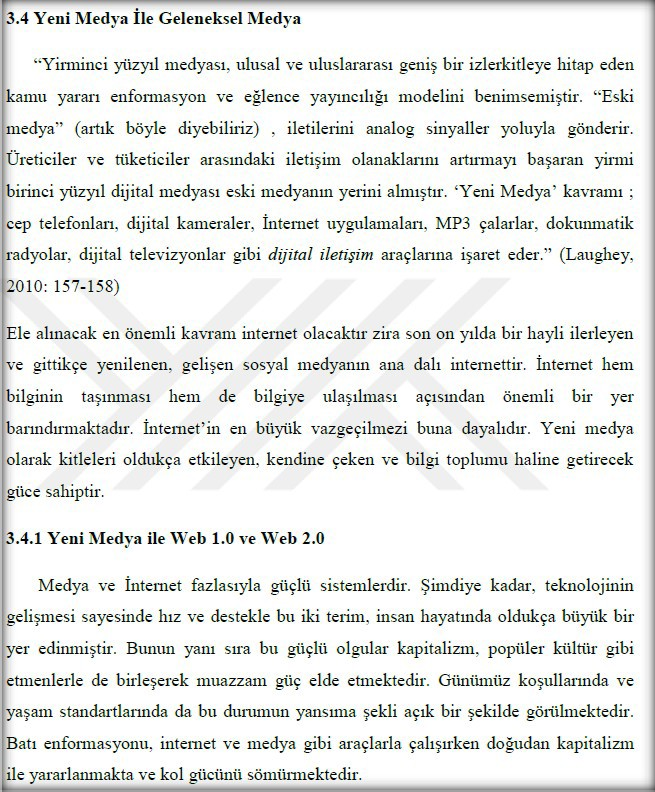 3.4 Yeni Medya İle Geleneksel Medya
“Yirminci yüzyıl medyası, ulusal ve uluslararası geniş bir izlerkitleye hitap eden
kamu yararı enformasyon ve eğlence yayıncılığı modelini benimsemiştir. “Eski
medya” (artık böyle diyebiliriz) , iletilerini analog sinyaller yoluyla gönderir.
Üreticiler ve tüketiciler arasındaki iletişim olanaklarını artırmayı başaran yirmi
birinci yüzyıl dijital medyası eski medyanın yerini almıştır. ‘Yeni Medya’ kavramı ;
cep telefonları, dijital kameraler, İnternet uygulamaları, MP3 çalarlar, dokunmatik
radyolar, dijital televizyonlar gibi dijital iletişim araçlarına işaret eder.” (Laughey,
2010: 157-158)
Ele alınacak en önemli kavram internet olacaktır zira son on yılda bir hayli ilerleyen
ve gittikçe yenilenen, gelişen sosyal medyanın ana dalı internettir. İnternet hem
bilginin taşınması hem de bilgiye ulaşılması açısından önemli bir yer
barındırmaktadır. İnternet’in en büyük vazgeçilmezi buna dayalıdır. Yeni medya
olarak kitleleri oldukça etkileyen, kendine çeken ve bilgi toplumu haline getirecek
güce sahiptir.
3.4.1 Yeni Medya ile Web 1.0 ve Web 2.0
Medya ve İnternet fazlasıyla güçlü sistemlerdir. Şimdiye kadar, teknolojinin
gelişmesi sayesinde hız ve destekle bu iki terim, insan hayatında oldukça büyük bir
yer edinmiştir. Bunun yanı sıra bu güçlü olgular kapitalizm, popüler kültür gibi
etmenlerle de birleşerek muazzam güç elde etmektedir. Günümüz koşullarında ve
yaşam standartlarında da bu durumun yansıma şekli açık bir şekilde görülmektedir.
Batı enformasyonu, internet ve medya gibi araçlarla çalışırken doğudan kapitalizm
ile yararlanmakta ve kol gücünü sömürmektedir.